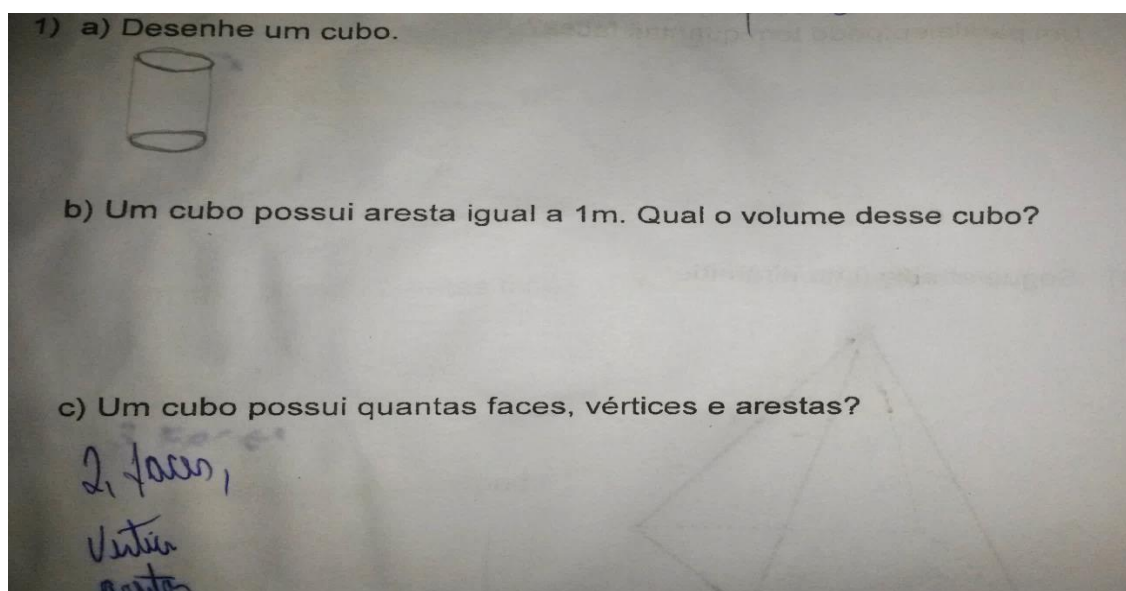 1) a) Desenhe um cubo.
b) Um cubo possui aresta igual a 1m. Qual o volume desse cubo?
c) Um cubo possui quantas faces, vértices e arestas?
2, faces,